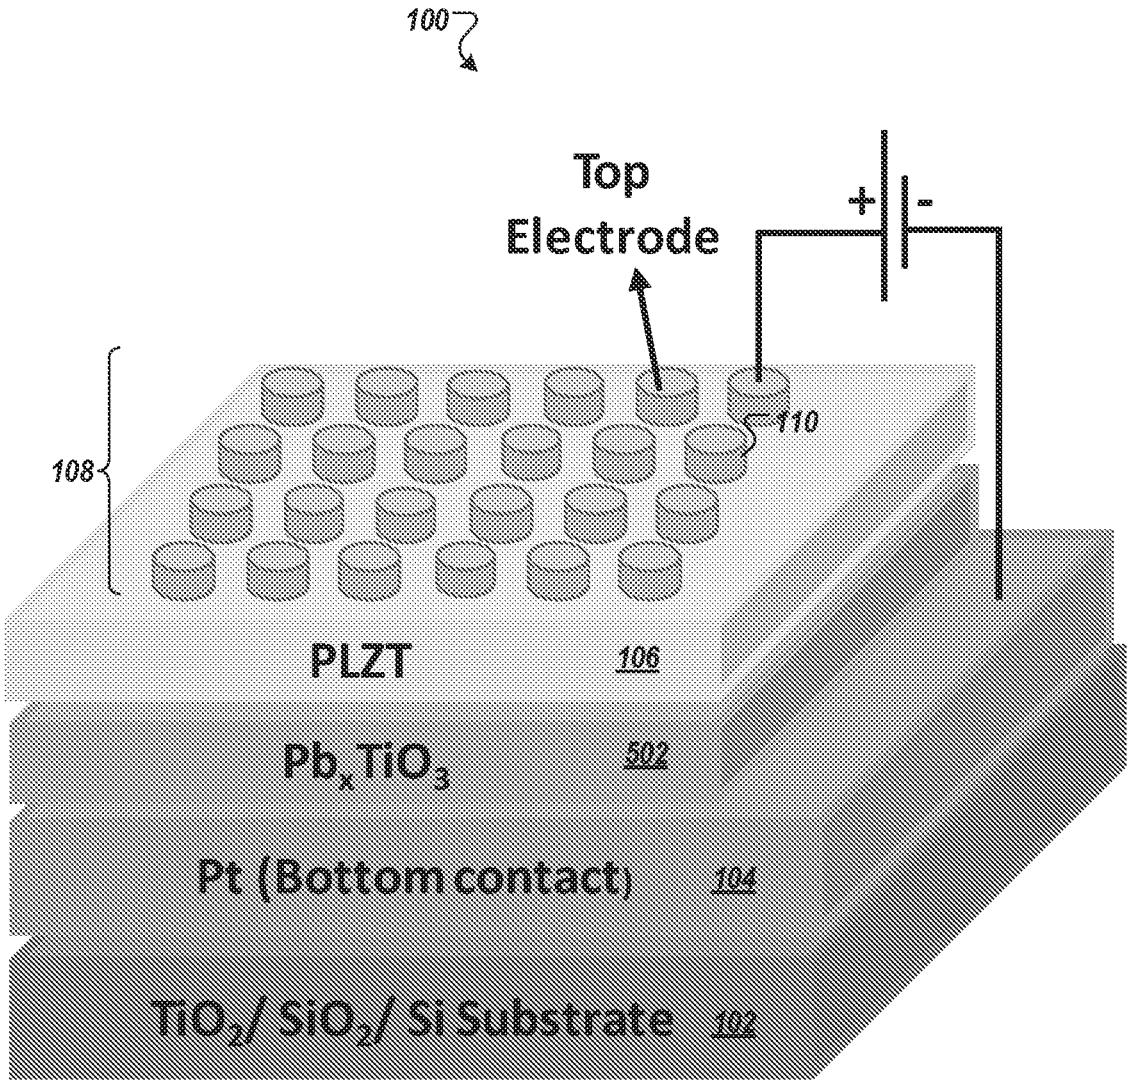 100
Top
Electrode
+ -
110
108
PLZT 106
PbₓTiO₃ 502
Pt (Bottom contact) 104
TiO₂/ SiO₂/ Si Substrate 102